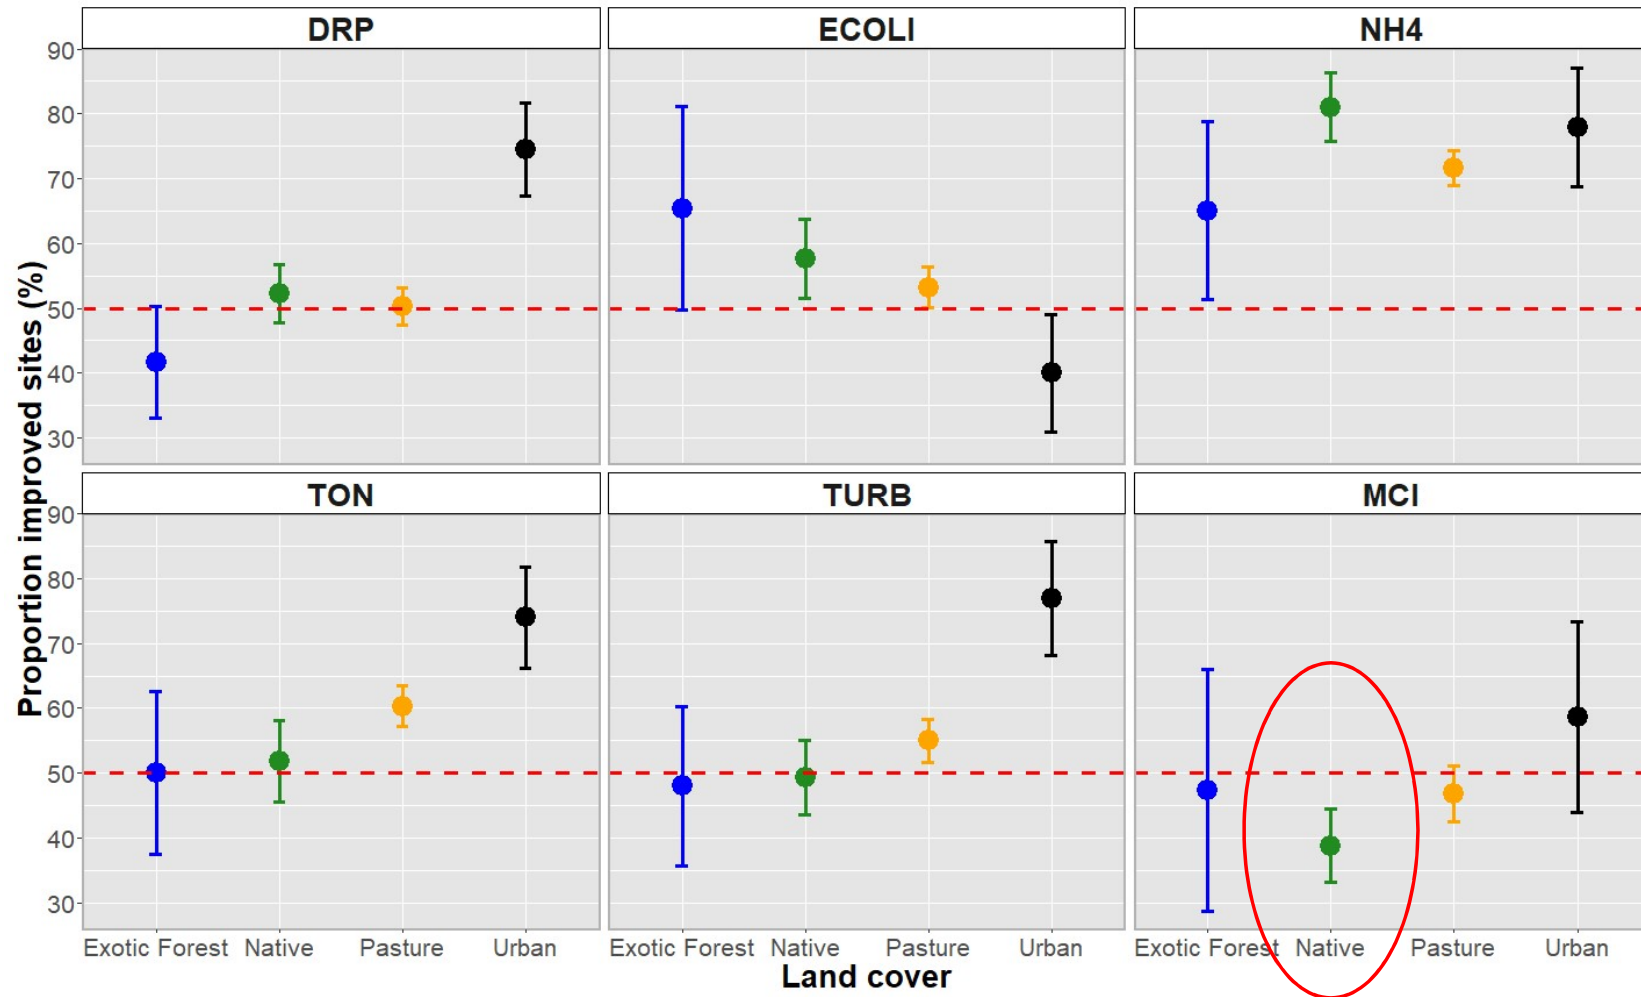 DRP ECOLI NH4
90
80
70
60
50
40
30
Proportion improved sites (%)
TON TURB MCI
90
80
70
60
50
40
30
Exotic Forest Native Pasture Urban Exotic Forest Native Pasture Urban Exotic Forest Native Pasture Urban
Land cover